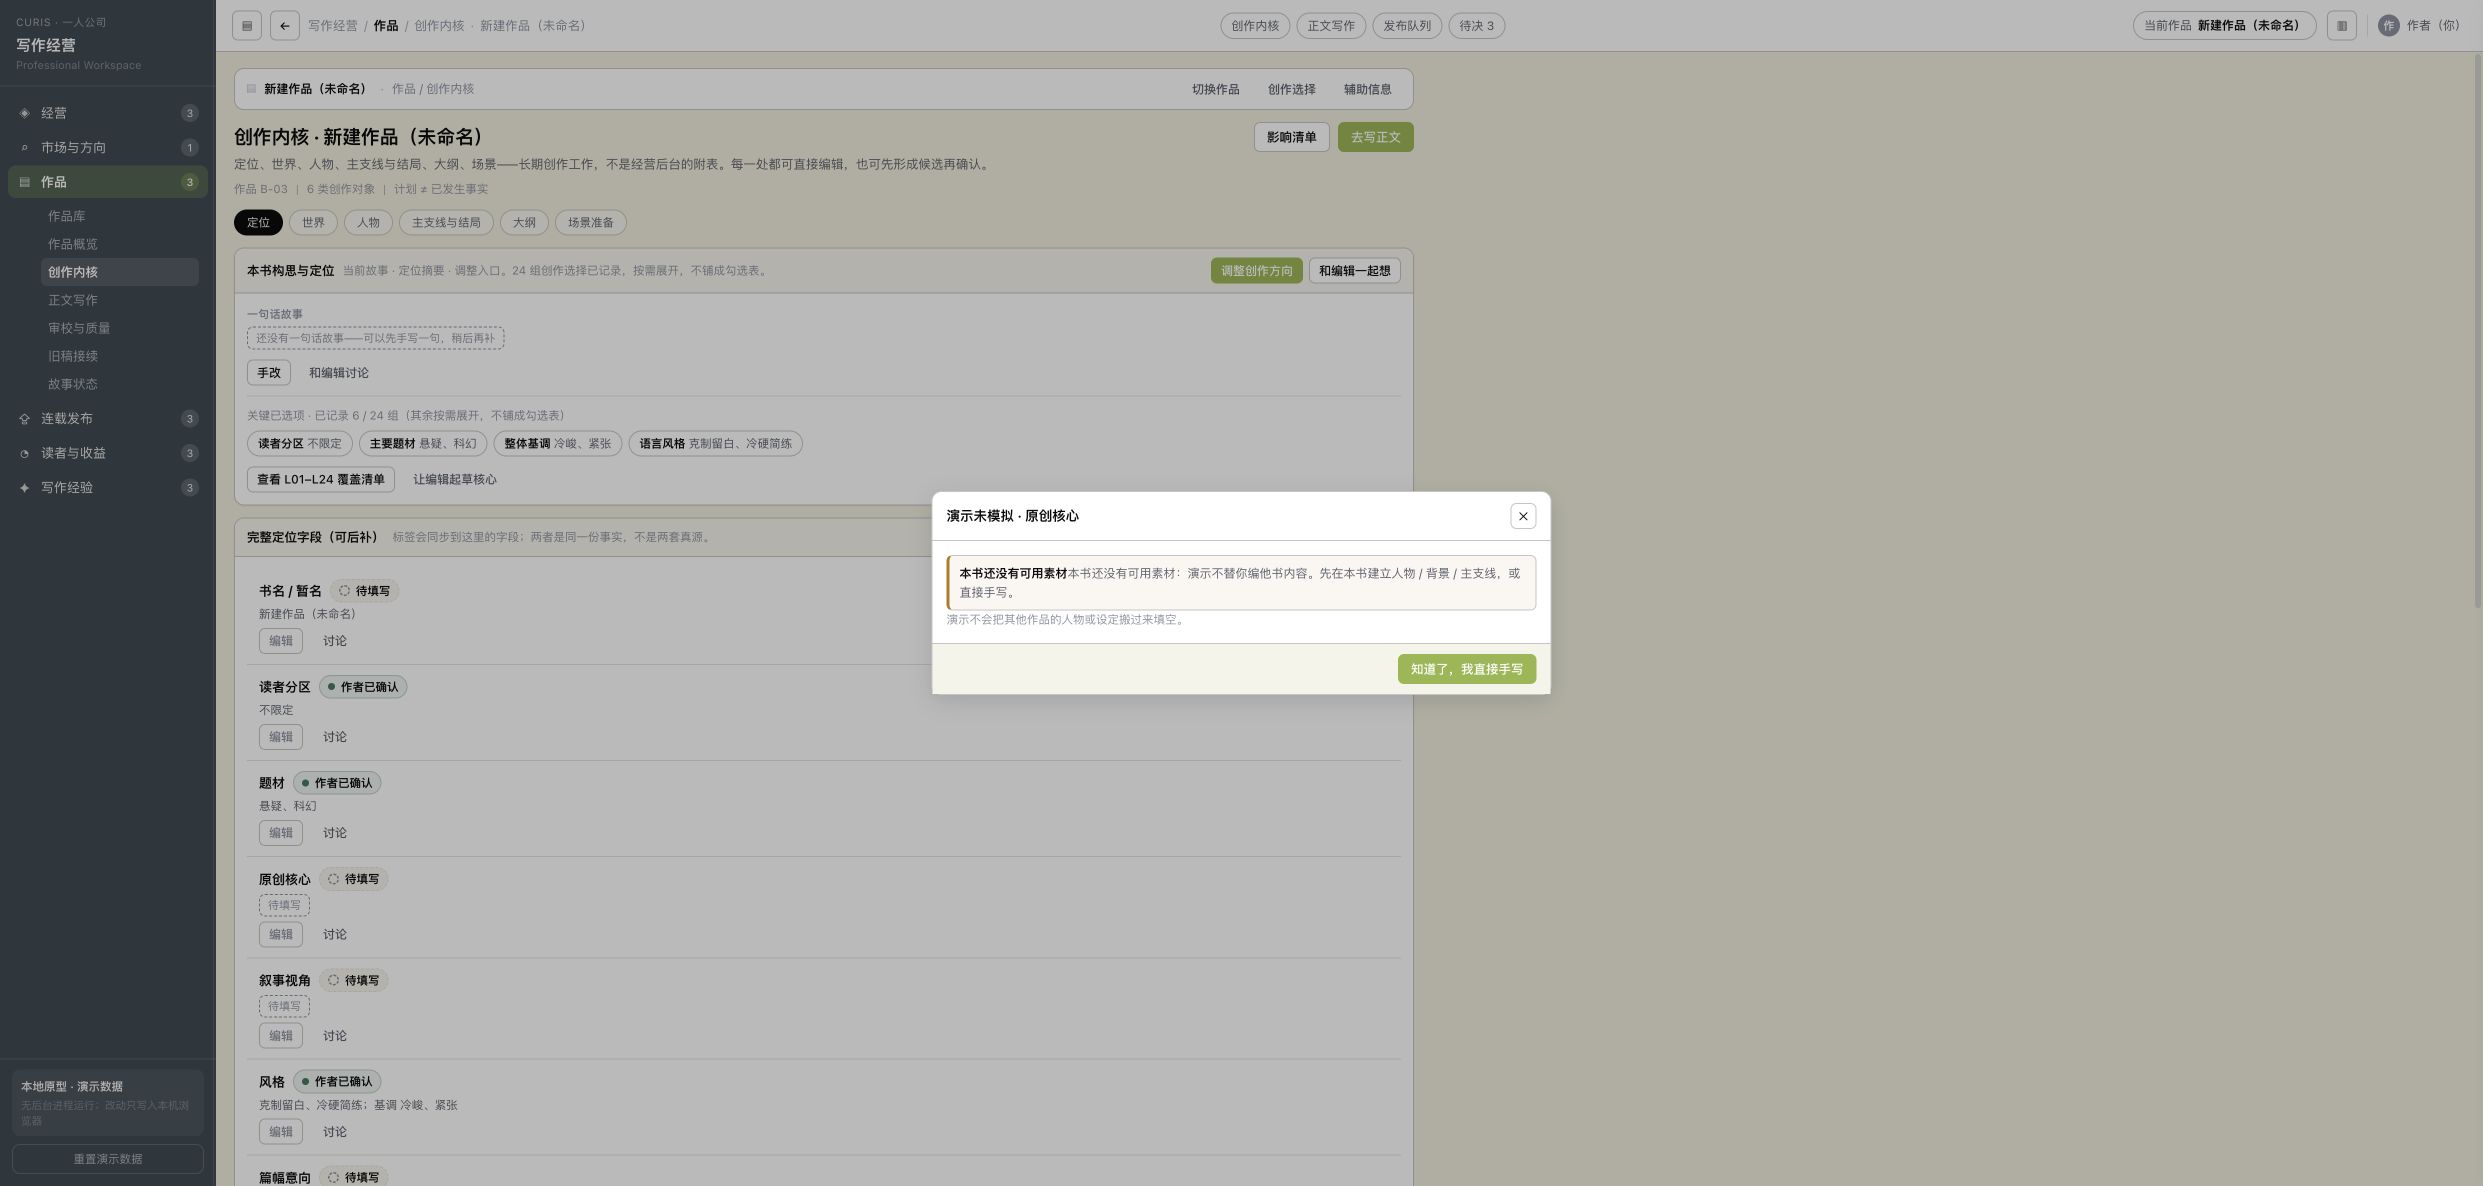 CURIS · 一人公司
写作经营
Professional Workspace
经营 3
市场与方向 1
作品 3
作品库
作品概览
创作内核
正文写作
审校与质量
旧稿接续
故事状态
连载发布 3
读者与收益 3
写作经验 3
本地原型 · 演示数据
无后台进程运行；改动只写入本机浏
览器
重置演示数据
写作经营 / 作品 / 创作内核 · 新建作品（未命名）
创作内核 正文写作 发布队列 待决 3
当前作品 新建作品（未命名）
作 作者（你）
新建作品（未命名） · 作品 / 创作内核
切换作品 创作选择 辅助信息
创作内核 · 新建作品（未命名）
影响清单 去写正文
定位、世界、人物、主支线与结局、大纲、场景——长期创作工作，不是经营后台的附表。每一处都可直接编辑，也可先形成候选再确认。
作品 B-03 | 6 类创作对象 | 计划 ≠ 已发生事实
定位 世界 人物 主支线与结局 大纲 场景准备
本书构思与定位 当前故事 · 定位摘要 · 调整入口。24 组创作选择已记录，按需展开，不铺成勾选表。
调整创作方向 和编辑一起想
一句话故事
还没有一句话故事——可以先手写一句，稍后再补
手改 和编辑讨论
关键已选项 · 已记录 6 / 24 组（其余按需展开，不铺成勾选表）
读者分区 不限定 主要题材 悬疑、科幻 整体基调 冷峻、紧张 语言风格 克制留白、冷硬简练
查看 L01–L24 覆盖清单 让编辑起草核心
完整定位字段（可后补） 标签会同步到这里的字段；两者是同一份事实，不是两套真源。
书名 / 暂名 待填写
新建作品（未命名）
编辑 讨论
读者分区 作者已确认
不限定
编辑 讨论
题材 作者已确认
悬疑、科幻
编辑 讨论
原创核心 待填写
待填写
编辑 讨论
叙事视角 待填写
待填写
编辑 讨论
风格 作者已确认
克制留白、冷硬简练；基调 冷峻、紧张
编辑 讨论
篇幅意向 待填写
演示未模拟 · 原创核心
本书还没有可用素材本书还没有可用素材：演示不替你编他书内容。先在本书建立人物 / 背景 / 主支线，或
直接手写。
演示不会把其他作品的人物或设定搬过来填空。
知道了，我直接手写